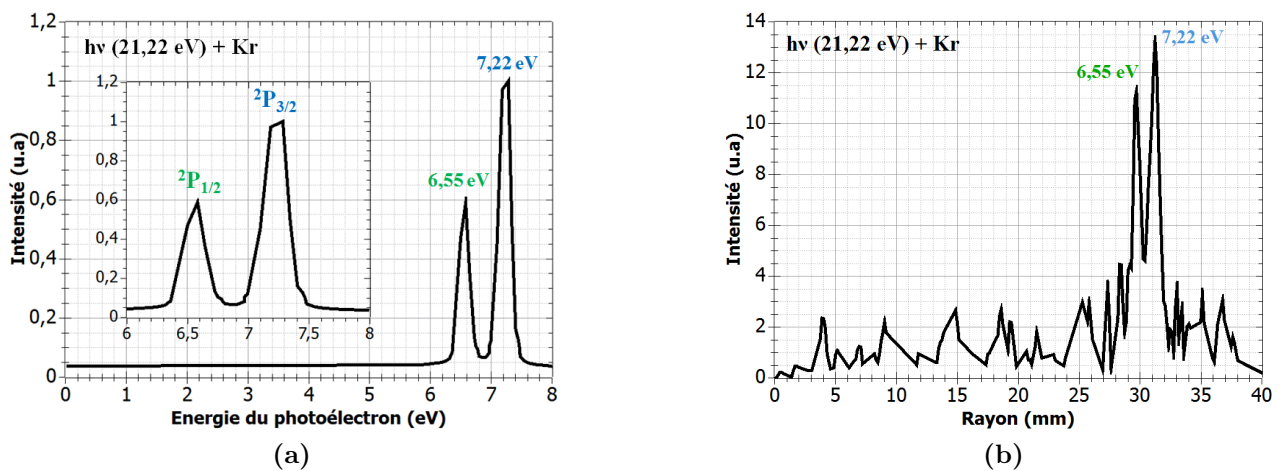 hν (21,22 eV) + Kr
7,22 eV
6,55 eV
²P₃/₂
²P₁/₂
1,2
1
0,8
0,6
0,4
0,2
0
6
6,5
7
7,5
8
Intensité (u.a)
1,2
1
0,8
0,6
0,4
0,2
0
0 1 2 3 4 5 6 7 8
Energie du photoélectron (eV)
(a)
hν (21,22 eV) + Kr
7,22 eV
6,55 eV
Intensité (u.a)
14
12
10
8
6
4
2
0
0 5 10 15 20 25 30 35 40
Rayon (mm)
(b)